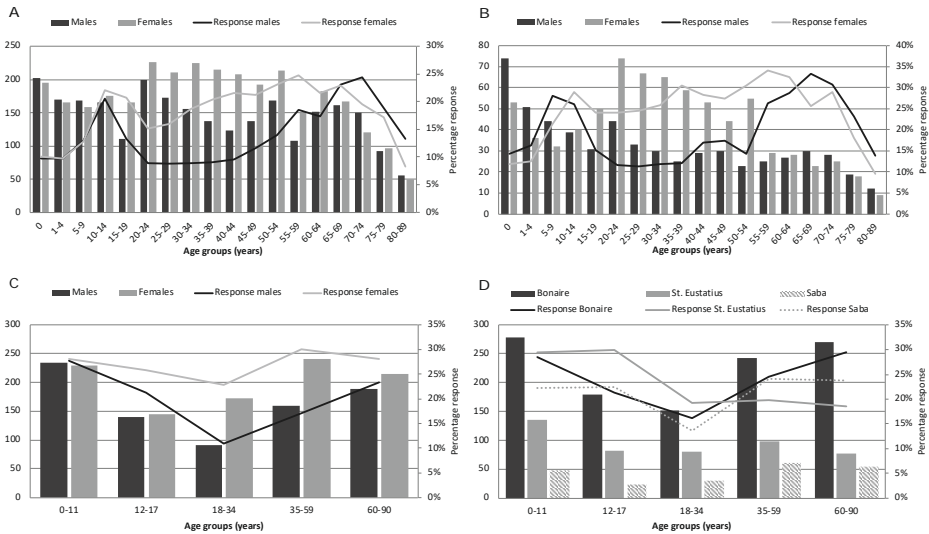 A
Males Females Response males Response females
250
200
150
100
50
0
30%
25%
20%
15%
10%
5%
0%
Percentage response
0 1-4 5-9 10-14 15-19 20-24 25-29 30-34 35-39 40-44 45-49 50-54 55-59 60-64 65-69 70-74 75-79 80-89
Age groups (years)
B
Males Females Response males Response females
80
70
60
50
40
30
20
10
0
40%
35%
30%
25%
20%
15%
10%
5%
0%
Percentage response
0 1-4 5-9 10-14 15-19 20-24 25-29 30-34 35-39 40-44 45-49 50-54 55-59 60-64 65-69 70-74 75-79 80-89
Age groups (years)
C
Males Females Response males Response females
300
250
200
150
100
50
0
35%
30%
25%
20%
15%
10%
5%
0%
Percentage response
0-11 12-17 18-34 35-59 60-90
Age groups (years)
D
Bonaire St. Eustatius Saba
Response Bonaire Response St. Eustatius Response Saba
300
250
200
150
100
50
0
35%
30%
25%
20%
15%
10%
5%
0%
Percentage response
0-11 12-17 18-34 35-59 60-90
Age groups (years)